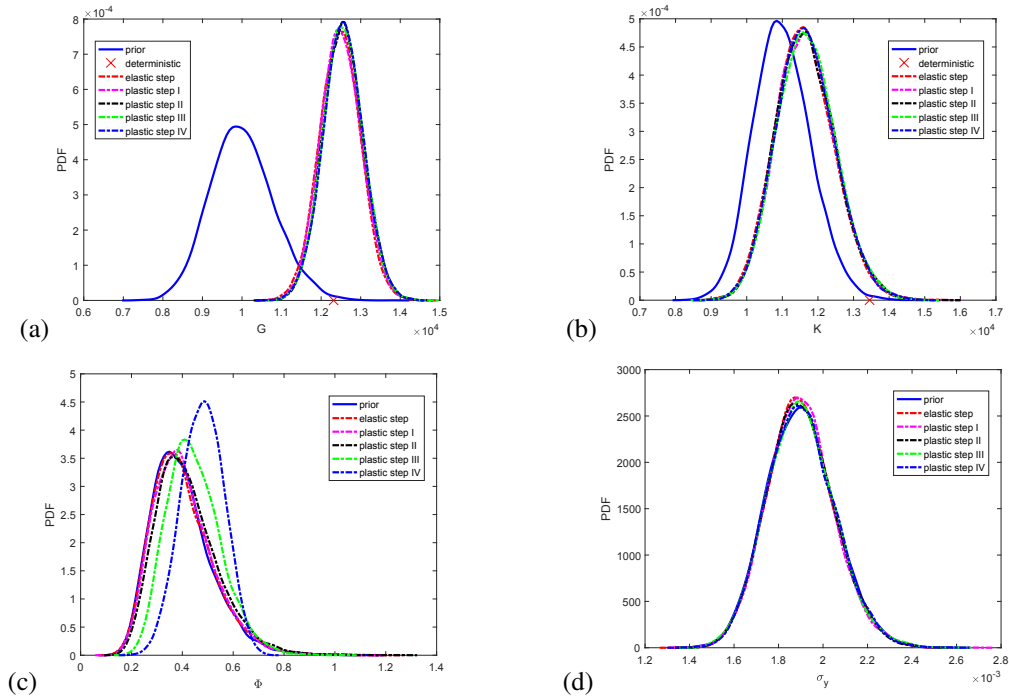 ×10⁻⁴
8
7
6
5
4
3
2
1
0
PDF
prior
deterministic
elastic step
plastic step I
plastic step II
plastic step III
plastic step IV
0.6 0.7 0.8 0.9 1 1.1 1.2 1.3 1.4 1.5
×10⁴
G
(a)
×10⁻⁴
5
4.5
4
3.5
3
2.5
2
1.5
1
0.5
0
PDF
prior
deterministic
elastic step
plastic step I
plastic step II
plastic step III
plastic step IV
0.7 0.8 0.9 1 1.1 1.2 1.3 1.4 1.5 1.6 1.7
×10⁴
K
(b)
5
4.5
4
3.5
3
2.5
2
1.5
1
0.5
0
PDF
prior
elastic step
plastic step I
plastic step II
plastic step III
plastic step IV
0 0.2 0.4 0.6 0.8 1 1.2 1.4
Φ
(c)
3000
2500
2000
1500
1000
500
0
PDF
prior
elastic step
plastic step I
plastic step II
plastic step III
plastic step IV
1.2 1.4 1.6 1.8 2 2.2 2.4 2.6 2.8
×10⁻³
σy
(d)